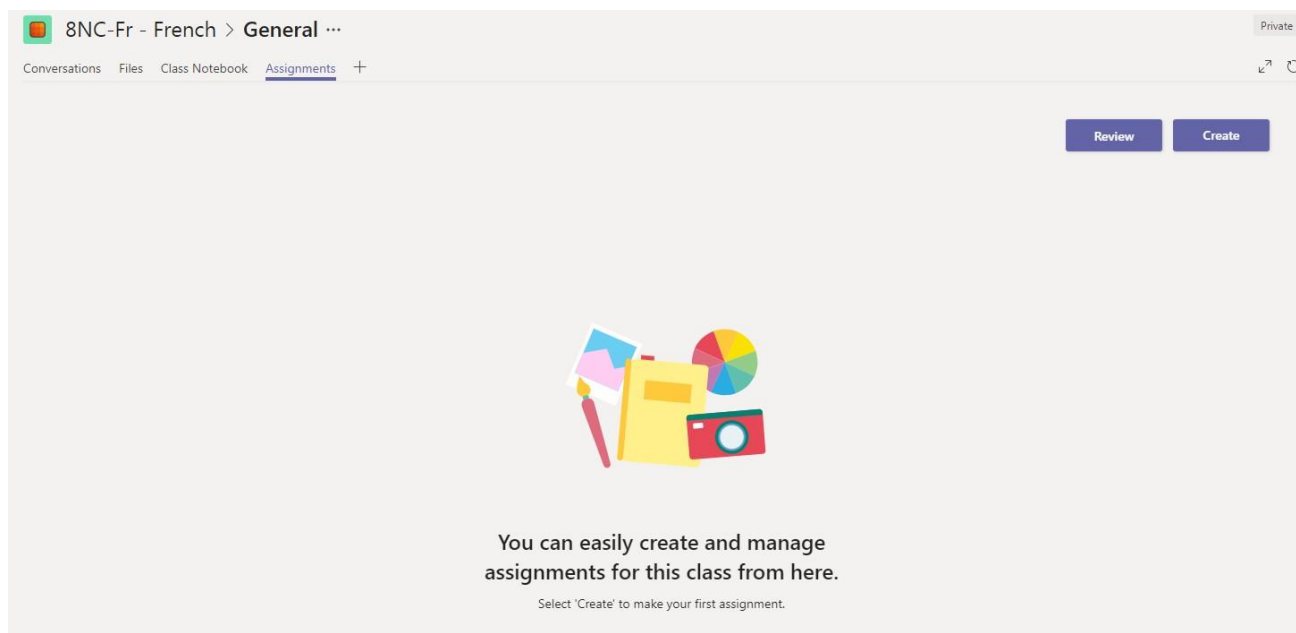 8NC-Fr - French > General ...
Private
Conversations Files Class Notebook Assignments +
Review Create
You can easily create and manage
assignments for this class from here.
Select 'Create' to make your first assignment.